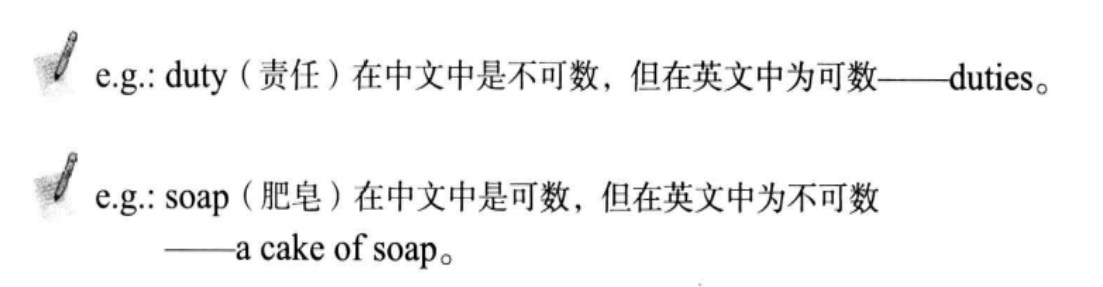 e.g.: duty（责任）在中文中是不可数，但在英文中为可数——duties。
e.g.: soap（肥皂）在中文中是可数，但在英文中为不可数
——a cake of soap。